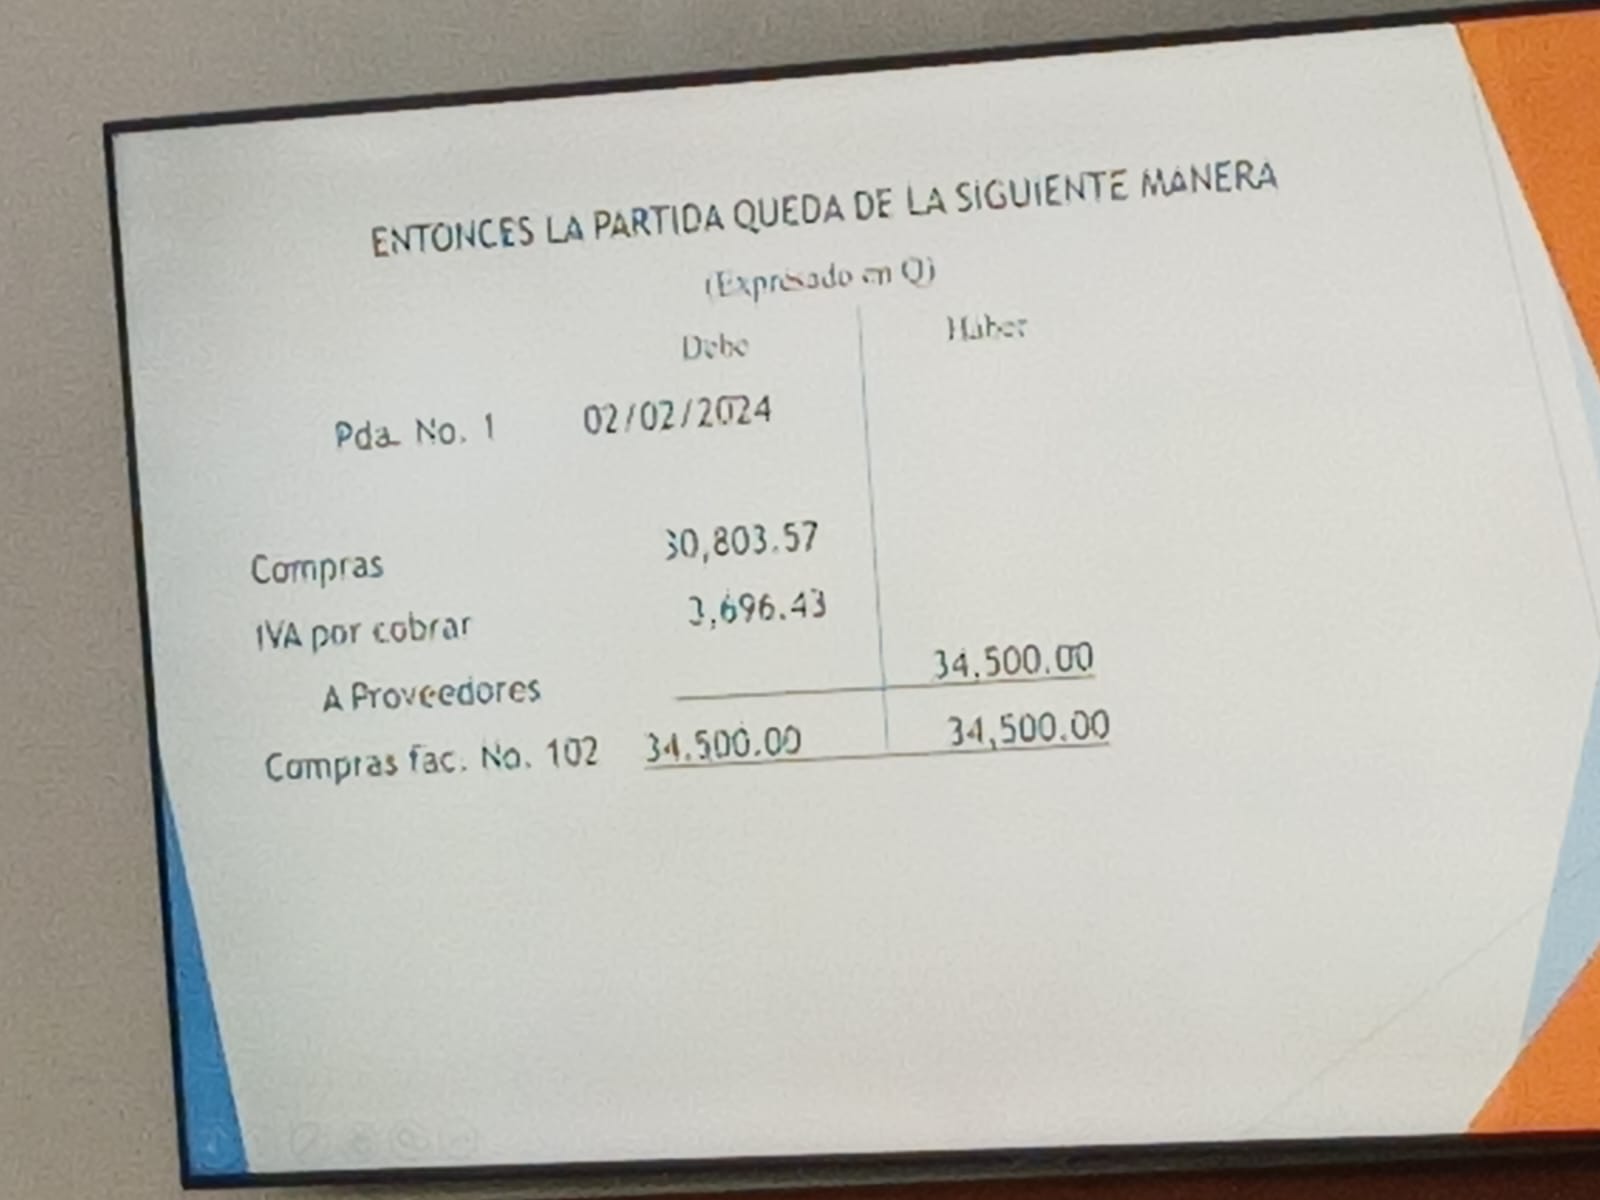 ENTONCES LA PARTIDA QUEDA DE LA SIGUIENTE MANERA
(Expresado en Q)
Debe Haber
Pda. No. 1 02/02/2024
Compras 30,803.57
IVA por cobrar 3,696.43
A Proveedores 34,500.00
Compras fac. No. 102 34,500.00 34,500.00